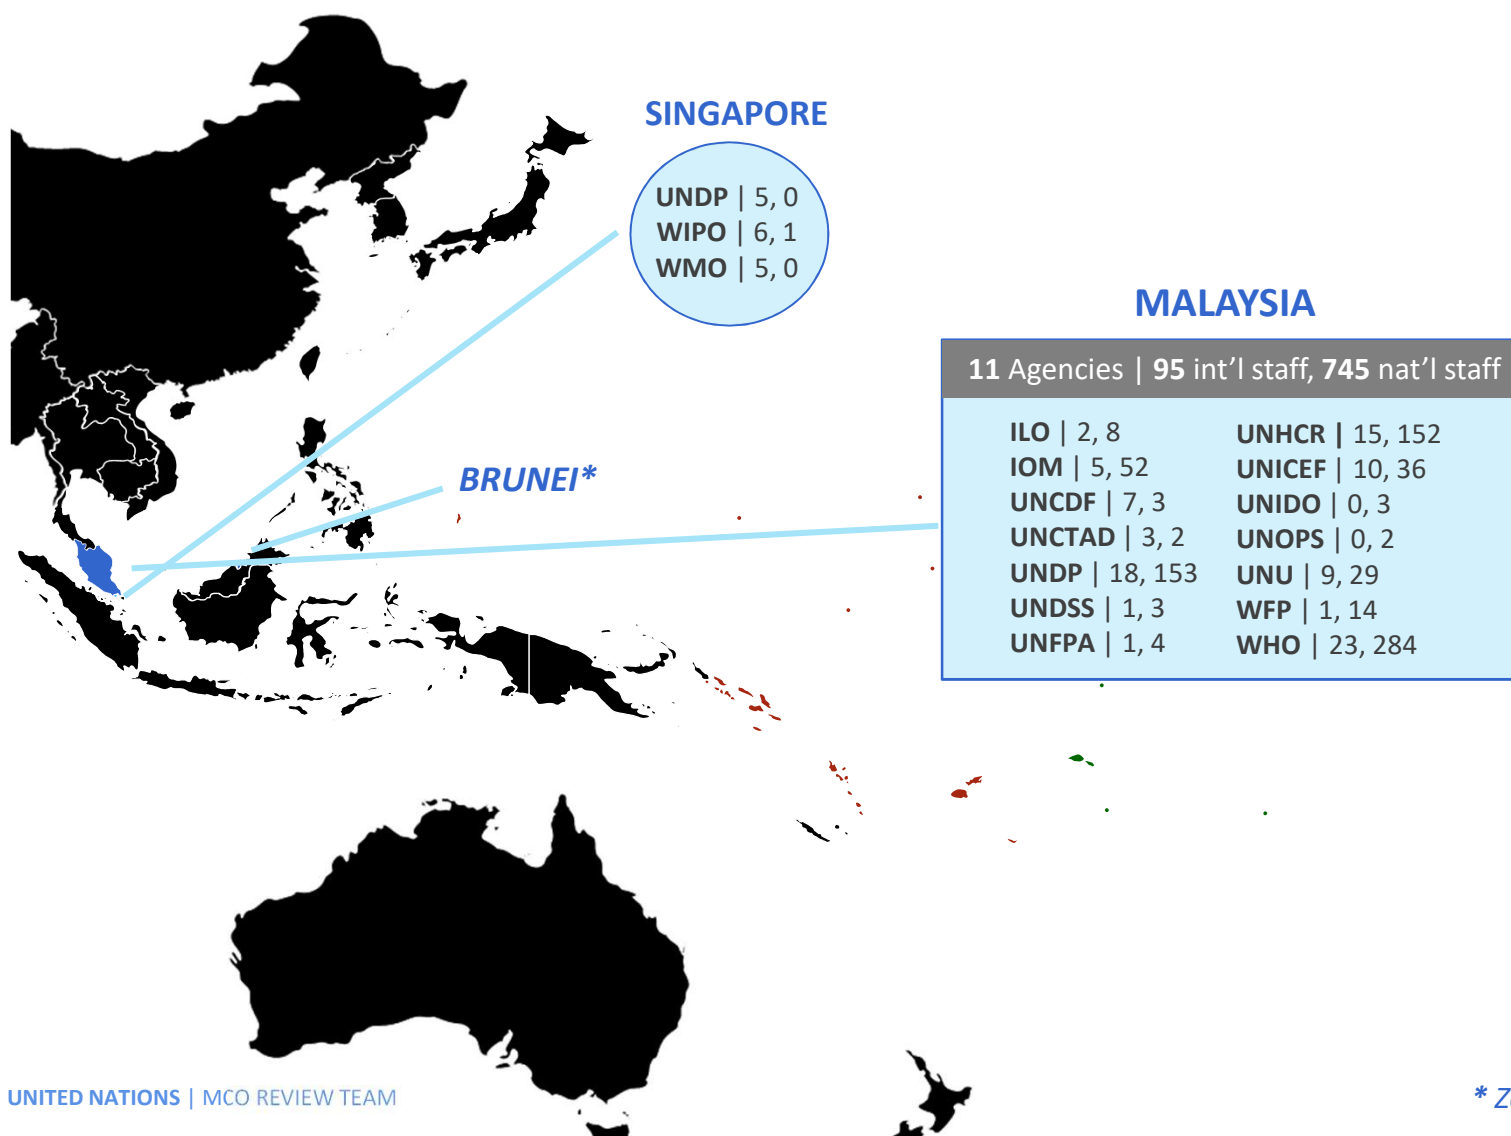 SINGAPORE
UNDP | 5, 0
WIPO | 6, 1
WMO | 5, 0
MALAYSIA
11 Agencies | 95 int’l staff, 745 nat’l staff
ILO | 2, 8
IOM | 5, 52
UNCDF | 7, 3
UNCTAD | 3, 2
UNDP | 18, 153
UNDSS | 1, 3
UNFPA | 1, 4
UNHCR | 15, 152
UNICEF | 10, 36
UNIDO | 0, 3
UNOPS | 0, 2
UNU | 9, 29
WFP | 1, 14
WHO | 23, 284
BRUNEI*
UNITED NATIONS | MCO REVIEW TEAM
*